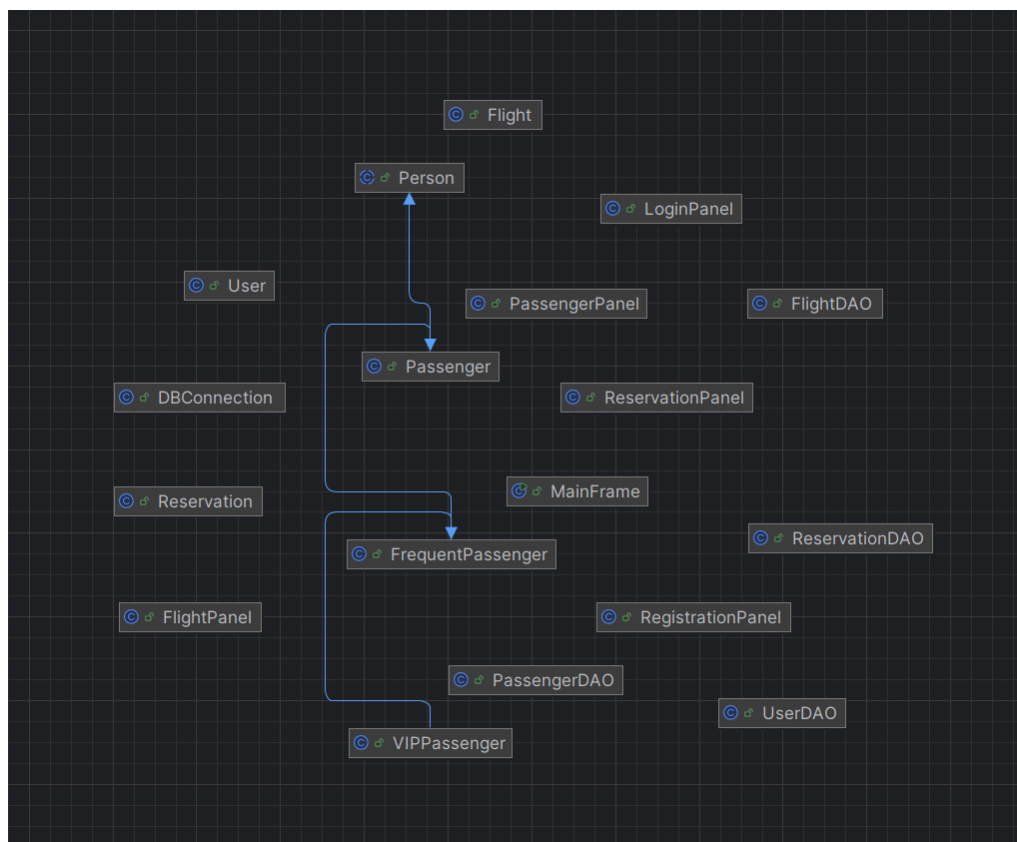 Flight
Person
LoginPanel
User
PassengerPanel
FlightDAO
Passenger
DBConnection
ReservationPanel
MainFrame
Reservation
ReservationDAO
FrequentPassenger
FlightPanel
RegistrationPanel
PassengerDAO
UserDAO
VIPPassenger